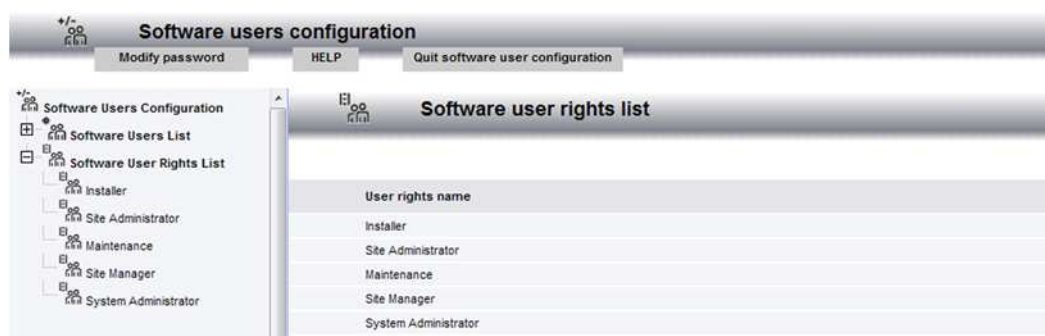 Software users configuration
Modify password HELP Quit software user configuration
Software Users Configuration
Software Users List
Software User Rights List
Installer
Site Administrator
Maintenance
Site Manager
System Administrator
Software user rights list
User rights name
Installer
Site Administrator
Maintenance
Site Manager
System Administrator